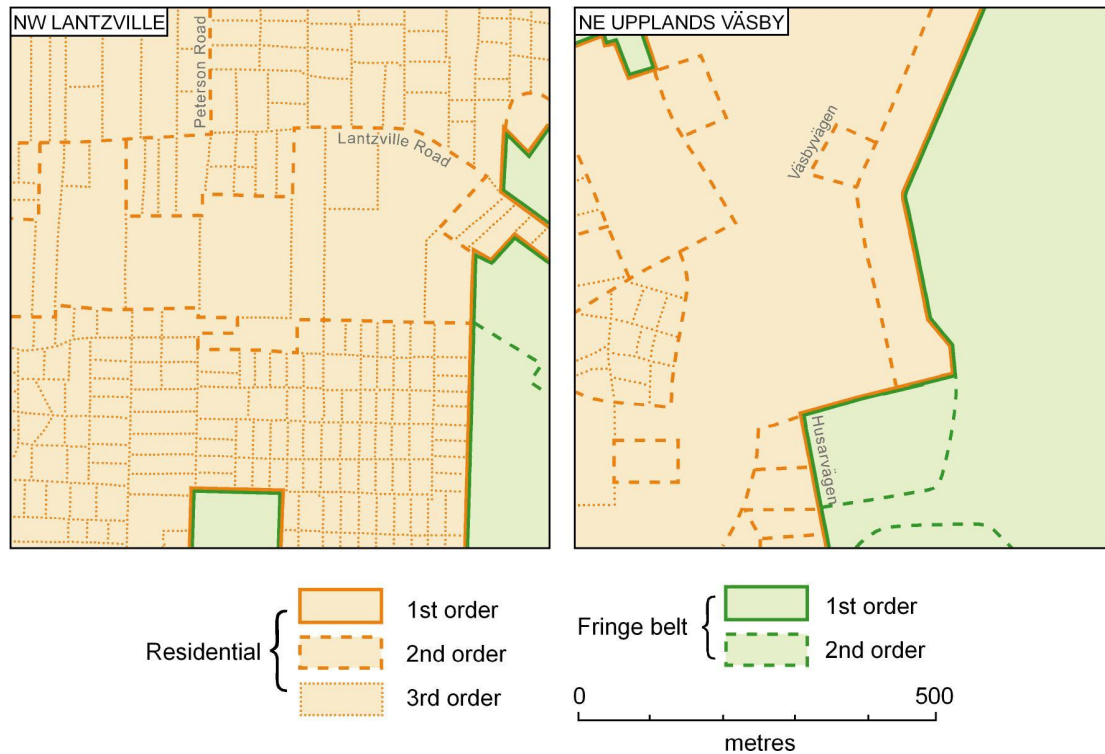 NW LANTZVILLE
NE UPPLANDS VÄSBY
Peterson Road
Lantzville Road
Väsbyvägen
Husarvägen
Residential
1st order
2nd order
3rd order
Fringe belt
1st order
2nd order
0 500
metres